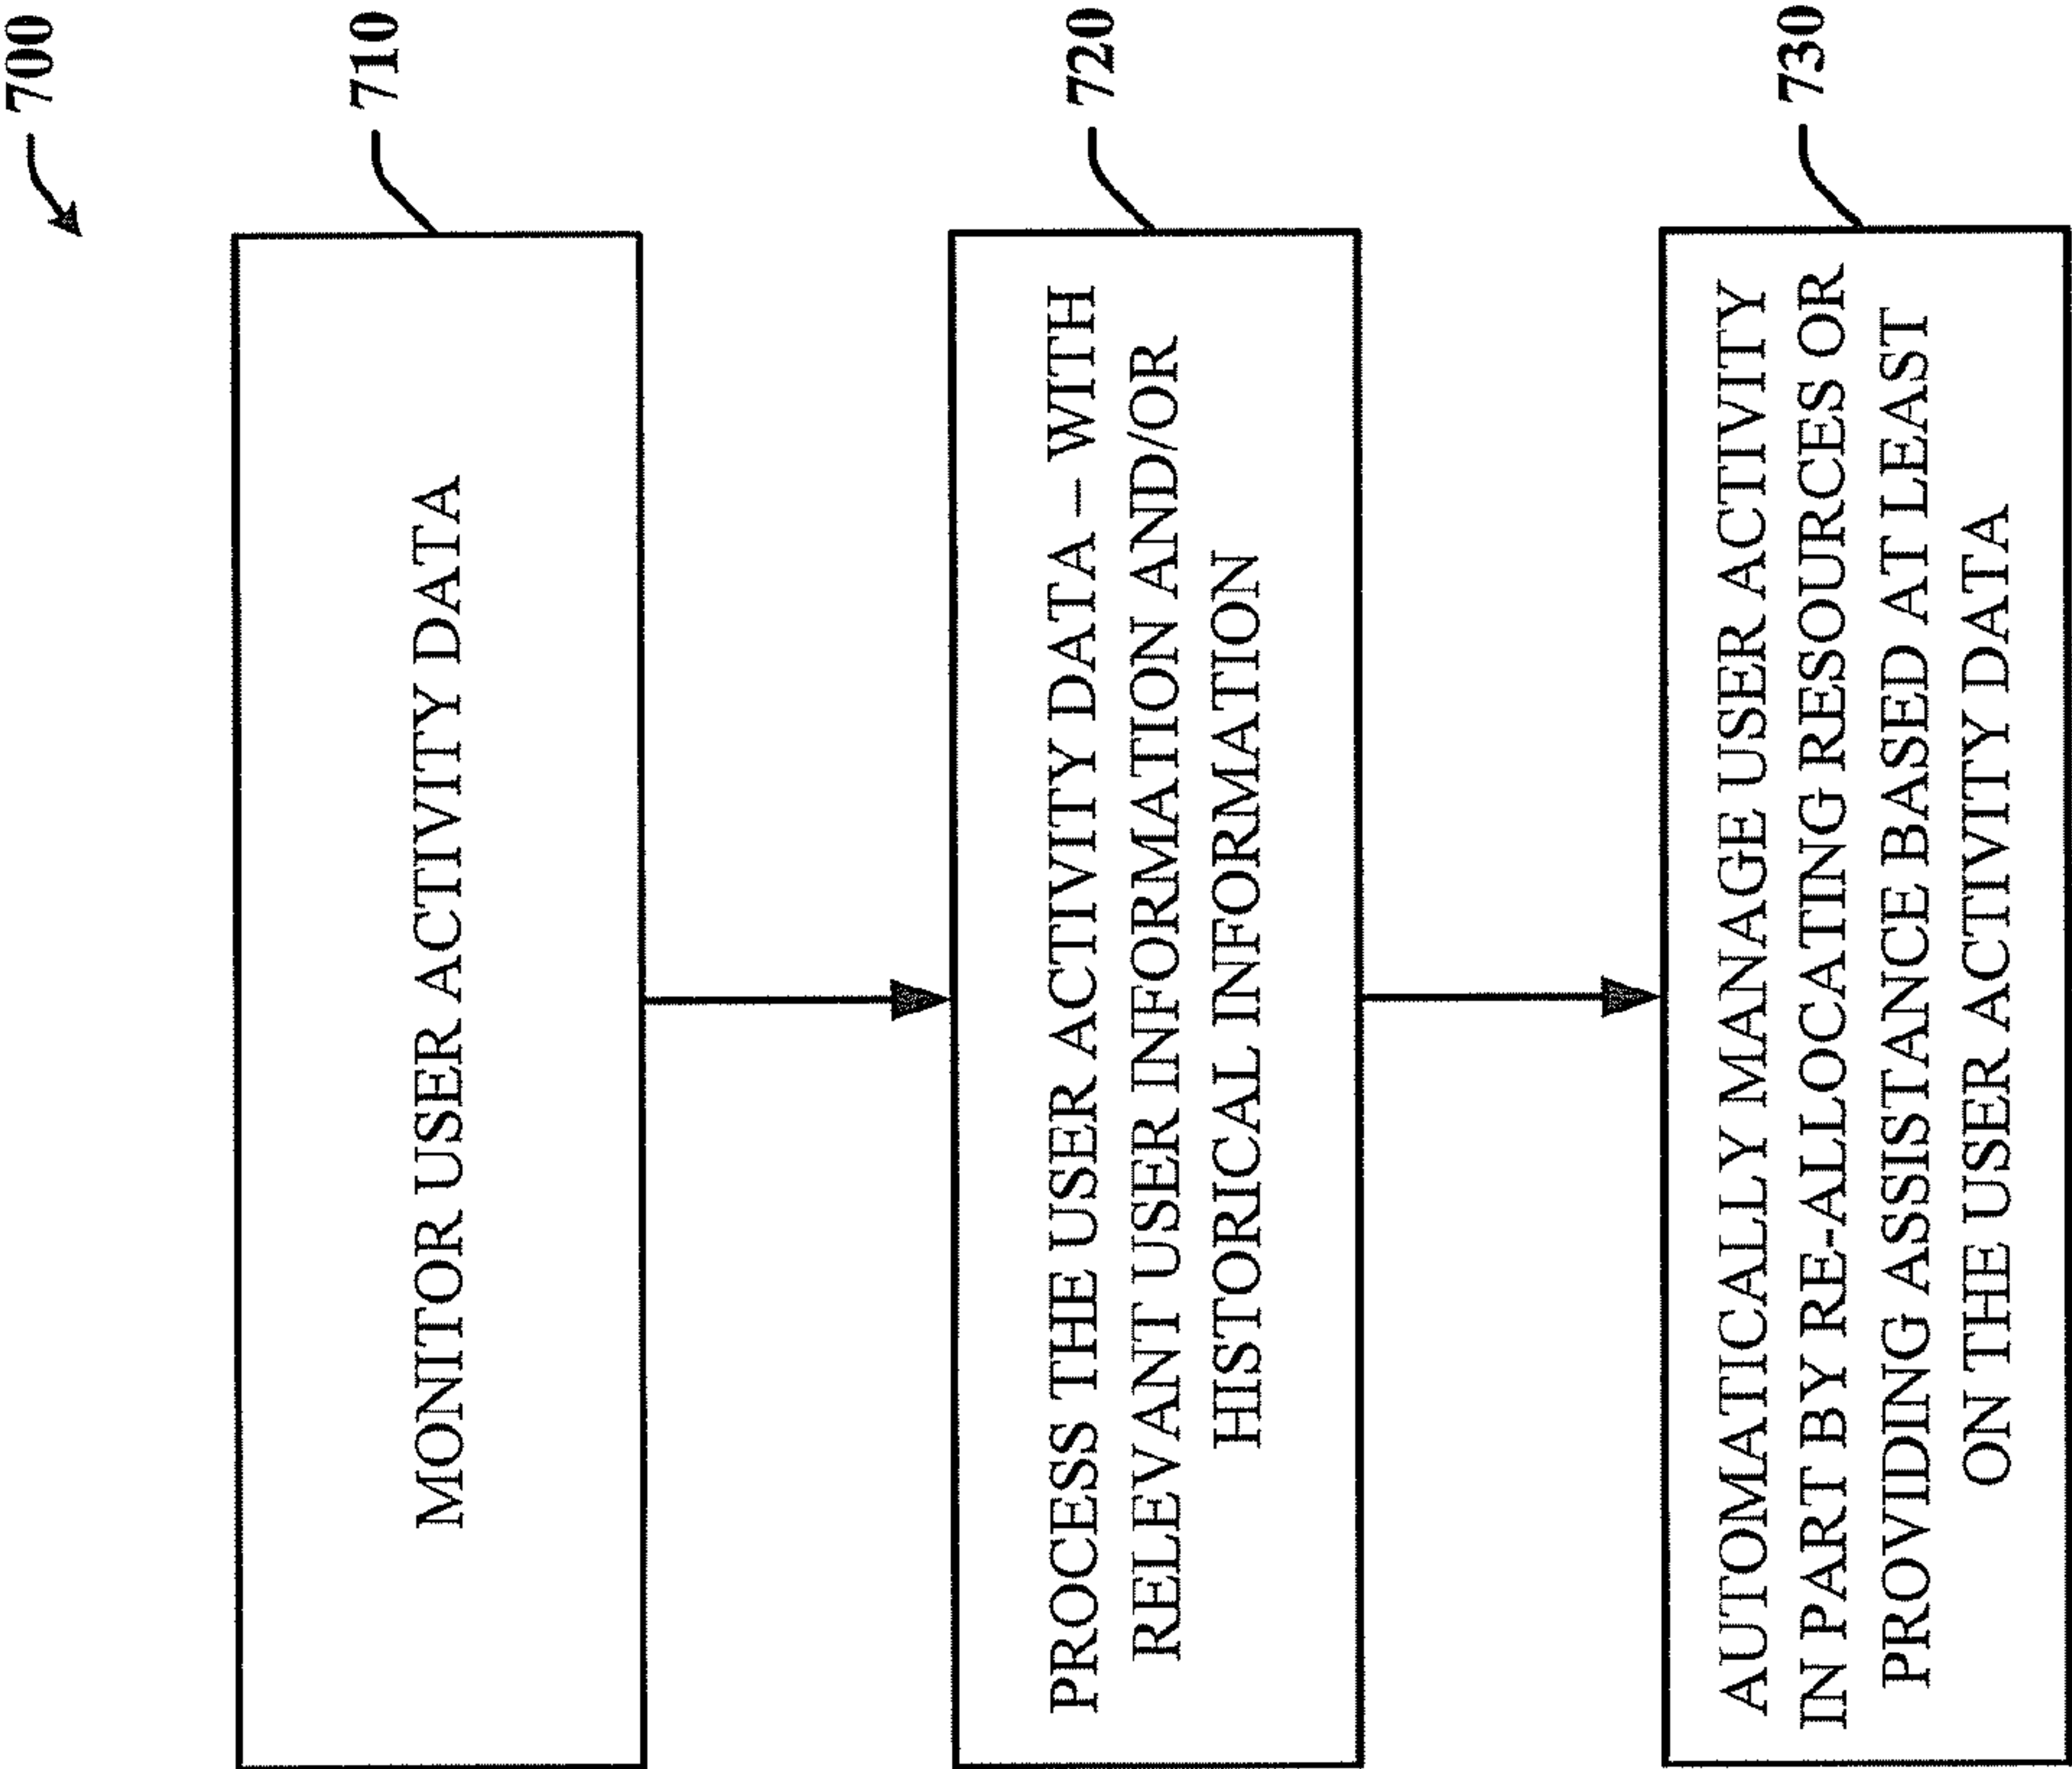 700
710
MONITOR USER ACTIVITY DATA
720
PROCESS THE USER ACTIVITY DATA – WITH
RELEVANT USER INFORMATION AND/OR
HISTORICAL INFORMATION
730
AUTOMATICALLY MANAGE USER ACTIVITY
IN PART BY RE-ALLOCATING RESOURCES OR
PROVIDING ASSISTANCE BASED AT LEAST
ON THE USER ACTIVITY DATA